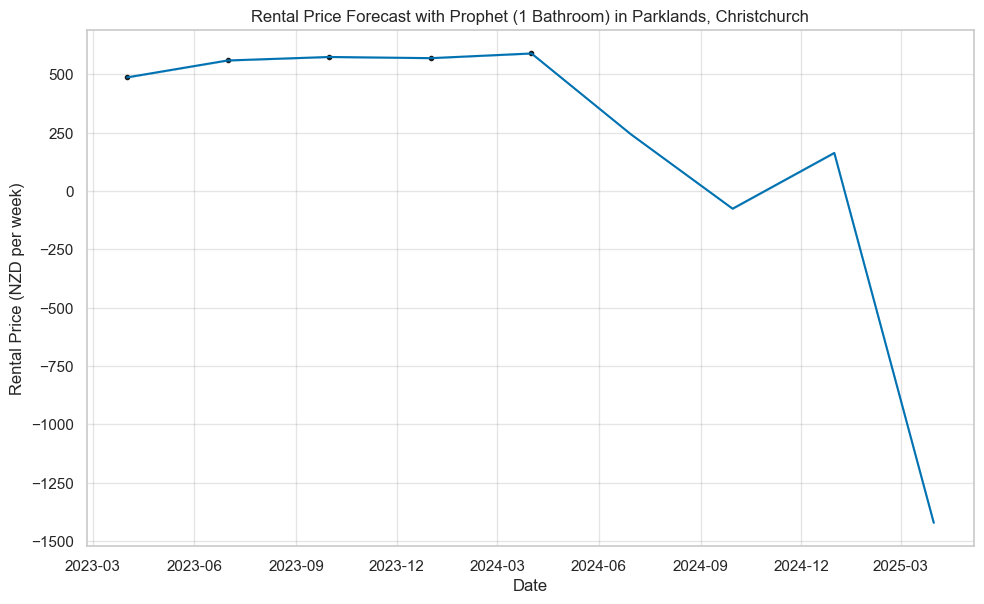 Rental Price Forecast with Prophet (1 Bathroom) in Parklands, Christchurch
Rental Price (NZD per week)
500
250
0
−250
−500
−750
−1000
−1250
−1500
2023-03 2023-06 2023-09 2023-12 2024-03 2024-06 2024-09 2024-12 2025-03
Date